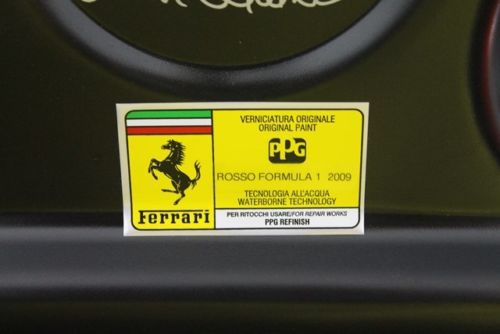 VERNICIATURA ORIGINALE
ORIGINAL PAINT
PPG
ROSSO FORMULA 1 2009
TECNOLOGIA ALL'ACQUA
WATERBORNE TECHNOLOGY
Ferrari
PER RITOCCHI USARE/FOR REPAIR WORKS
PPG REFINISH